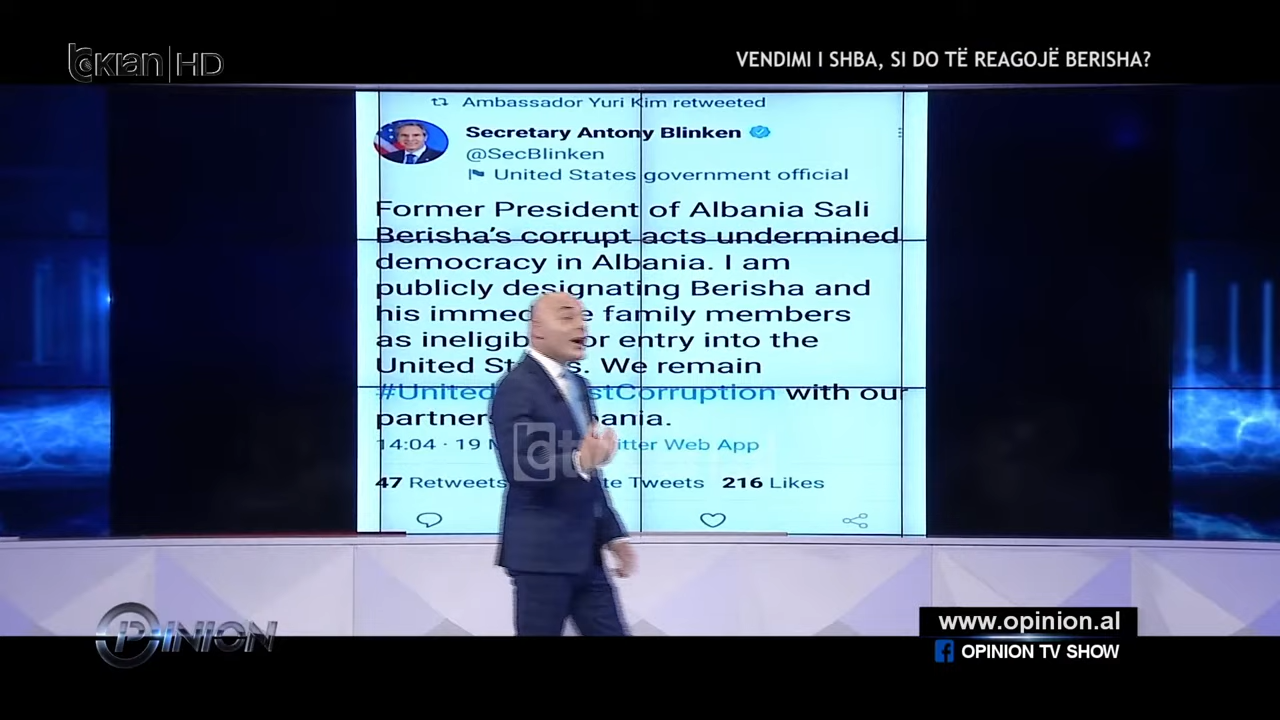 klan HD
VENDIMI I SHBA, SI DO TË REAGOJË BERISHA?
Ambassador Yuri Kim retweeted
Secretary Antony Blinken
@SecBlinken
United States government official
Former President of Albania Sali
Berisha's corrupt acts undermined
democracy in Albania. I am
publicly designating Berisha and
his family members
as entry into the
United We remain
with our
14:04 · 19 Web App
47 Retweets Tweets 216 Likes
OPINION
www.opinion.al
OPINION TV SHOW